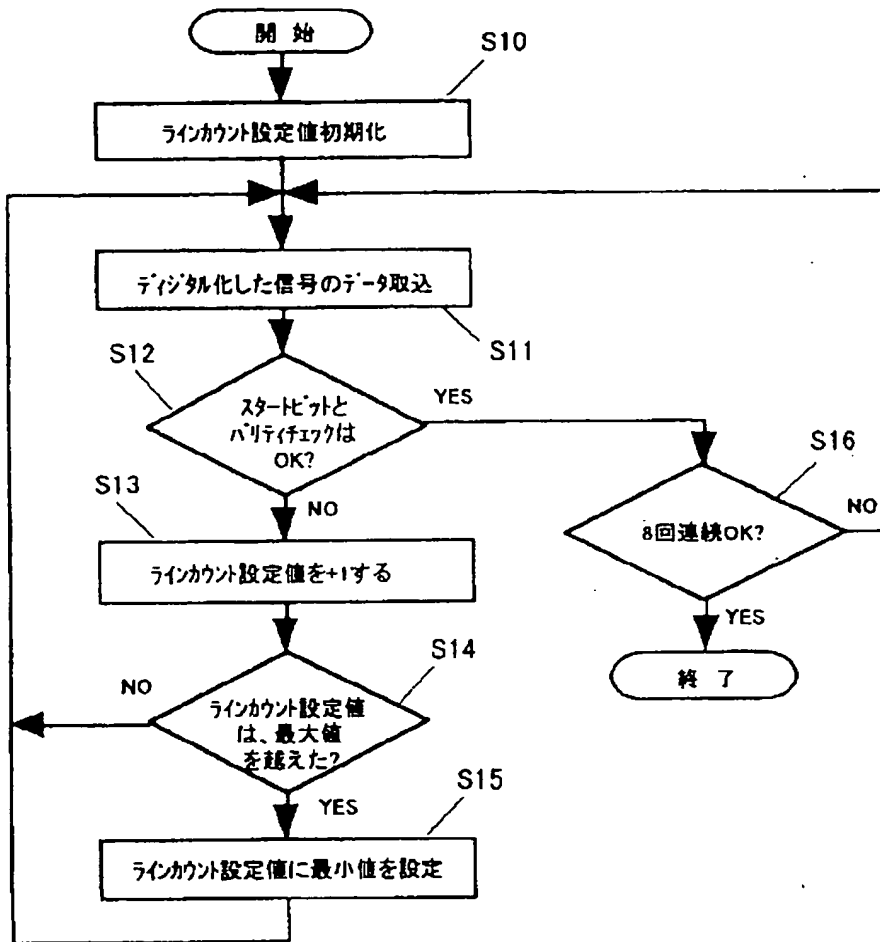 開 始
S10
ラインカウント設定値初期化
ディジタル化した信号のデータ取込
S11
S12
スタートビットと
パリティチェックは
OK?
YES
NO
S13
ラインカウント設定値を+1する
S14
ラインカウント設定値
は、最大値
を越えた?
NO
YES
S15
ラインカウント設定値に最小値を設定
S16
8回連続OK?
NO
YES
終 了